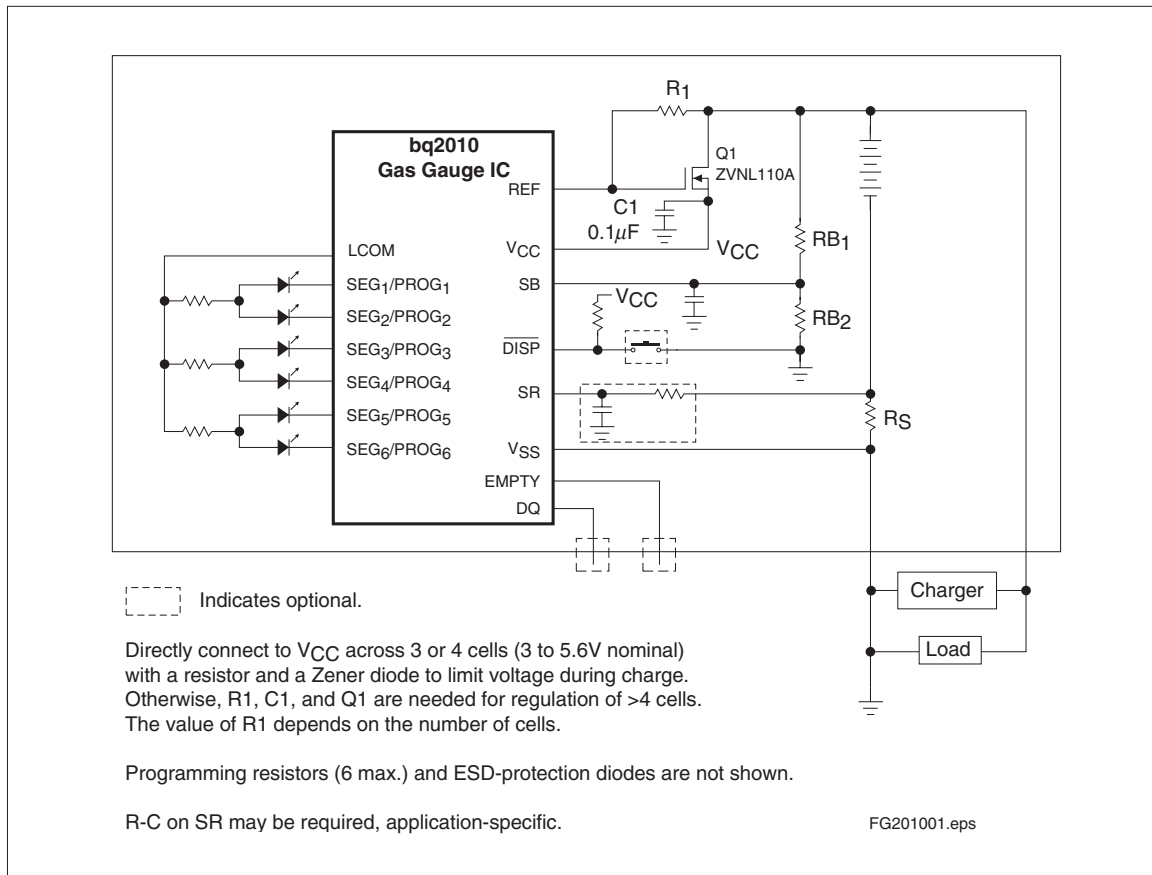 R1
bq2010
Gas Gauge IC
Q1
ZVNL110A
REF
C1
0.1µF
VCC
VCC
LCOM
SEG1/PROG1
SB
RB1
VCC
SEG2/PROG2
RB2
SEG3/PROG3
DISP
SEG4/PROG4
SR
SEG5/PROG5
RS
SEG6/PROG6
VSS
EMPTY
DQ
Charger
Indicates optional.
Load
Directly connect to VCC across 3 or 4 cells (3 to 5.6V nominal)
with a resistor and a Zener diode to limit voltage during charge.
Otherwise, R1, C1, and Q1 are needed for regulation of >4 cells.
The value of R1 depends on the number of cells.
Programming resistors (6 max.) and ESD-protection diodes are not shown.
R-C on SR may be required, application-specific.
FG201001.eps